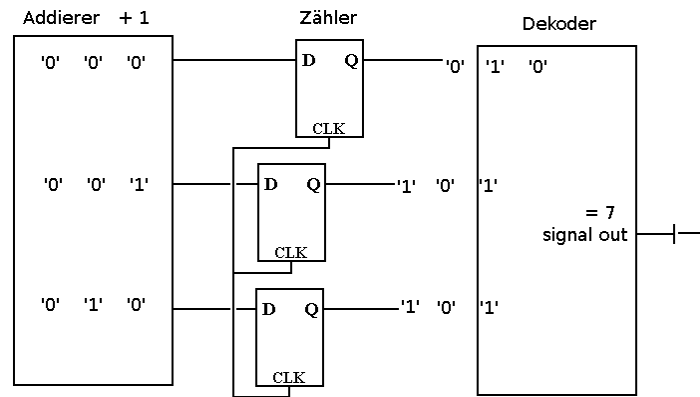 Addierer + 1
Zähler
Dekoder
'0' '0' '0'
D Q
CLK
'0' '1' '0'
'0' '0' '1'
D Q
CLK
'1' '0' '1'
= 7
signal out
'0' '1' '0'
D Q
CLK
'1' '0' '1'